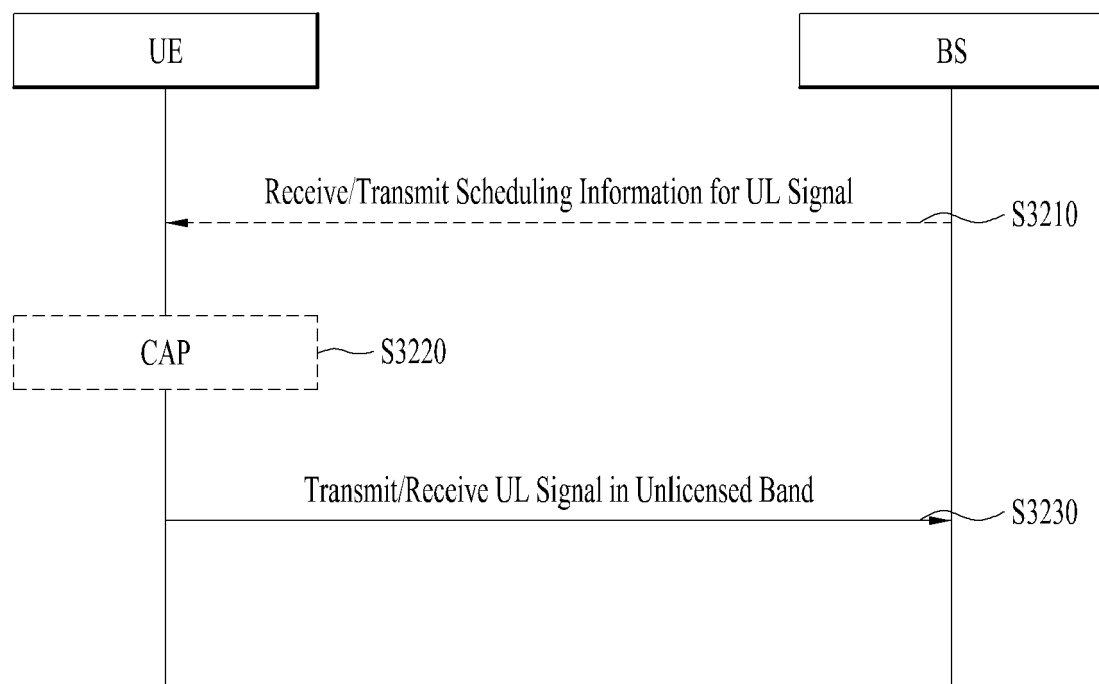 UE
BS
Receive/Transmit Scheduling Information for UL Signal
S3210
CAP
S3220
Transmit/Receive UL Signal in Unlicensed Band
S3230